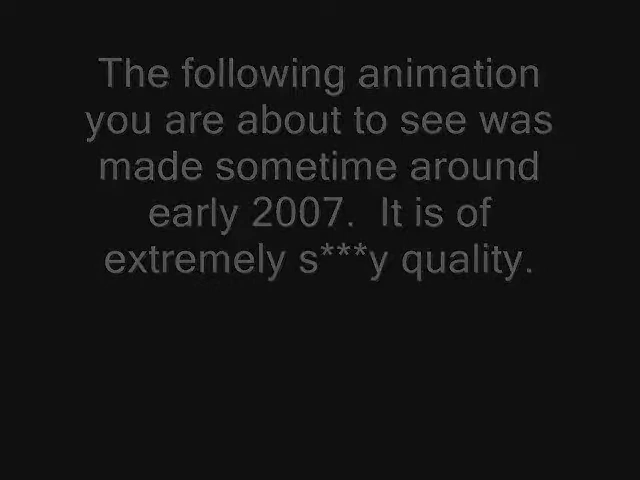 The following animation
you are about to see was
made sometime around
early 2007.  It is of
extremely s***y quality.